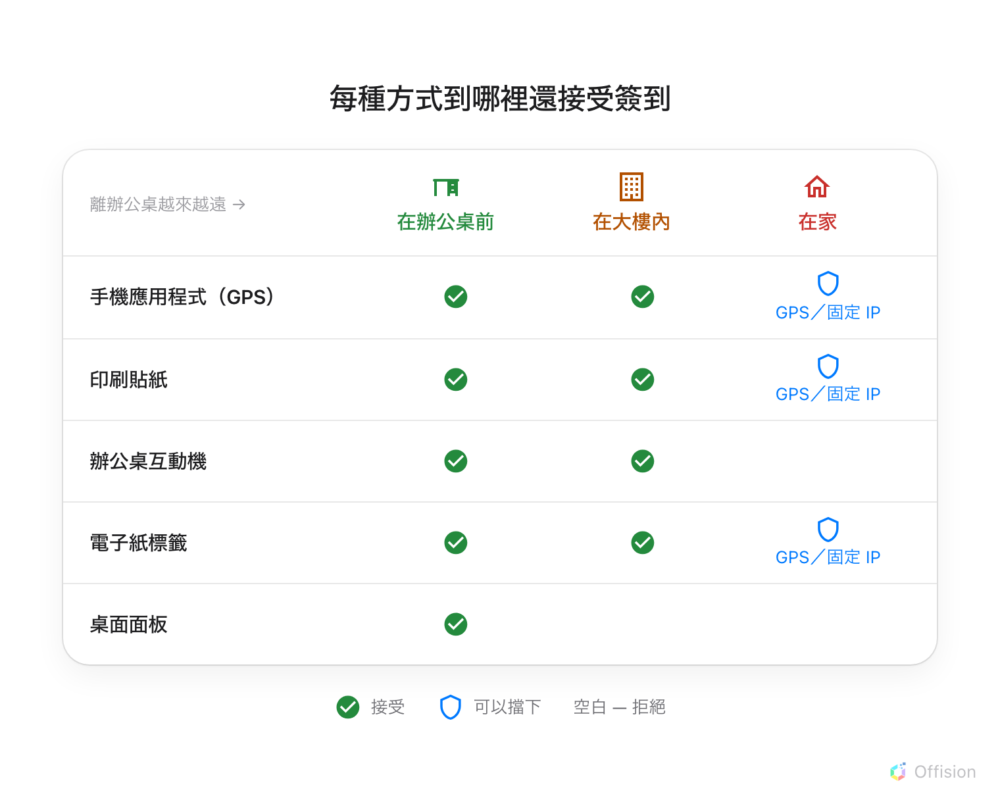 每種方式到哪裡還接受簽到
離辦公桌越來越遠 →
在辦公桌前
在大樓內
在家
手機應用程式（GPS）
GPS／固定 IP
印刷貼紙
GPS／固定 IP
辦公桌互動機
電子紙標籤
GPS／固定 IP
桌面面板
接受
可以擋下
空白 — 拒絕
Offision